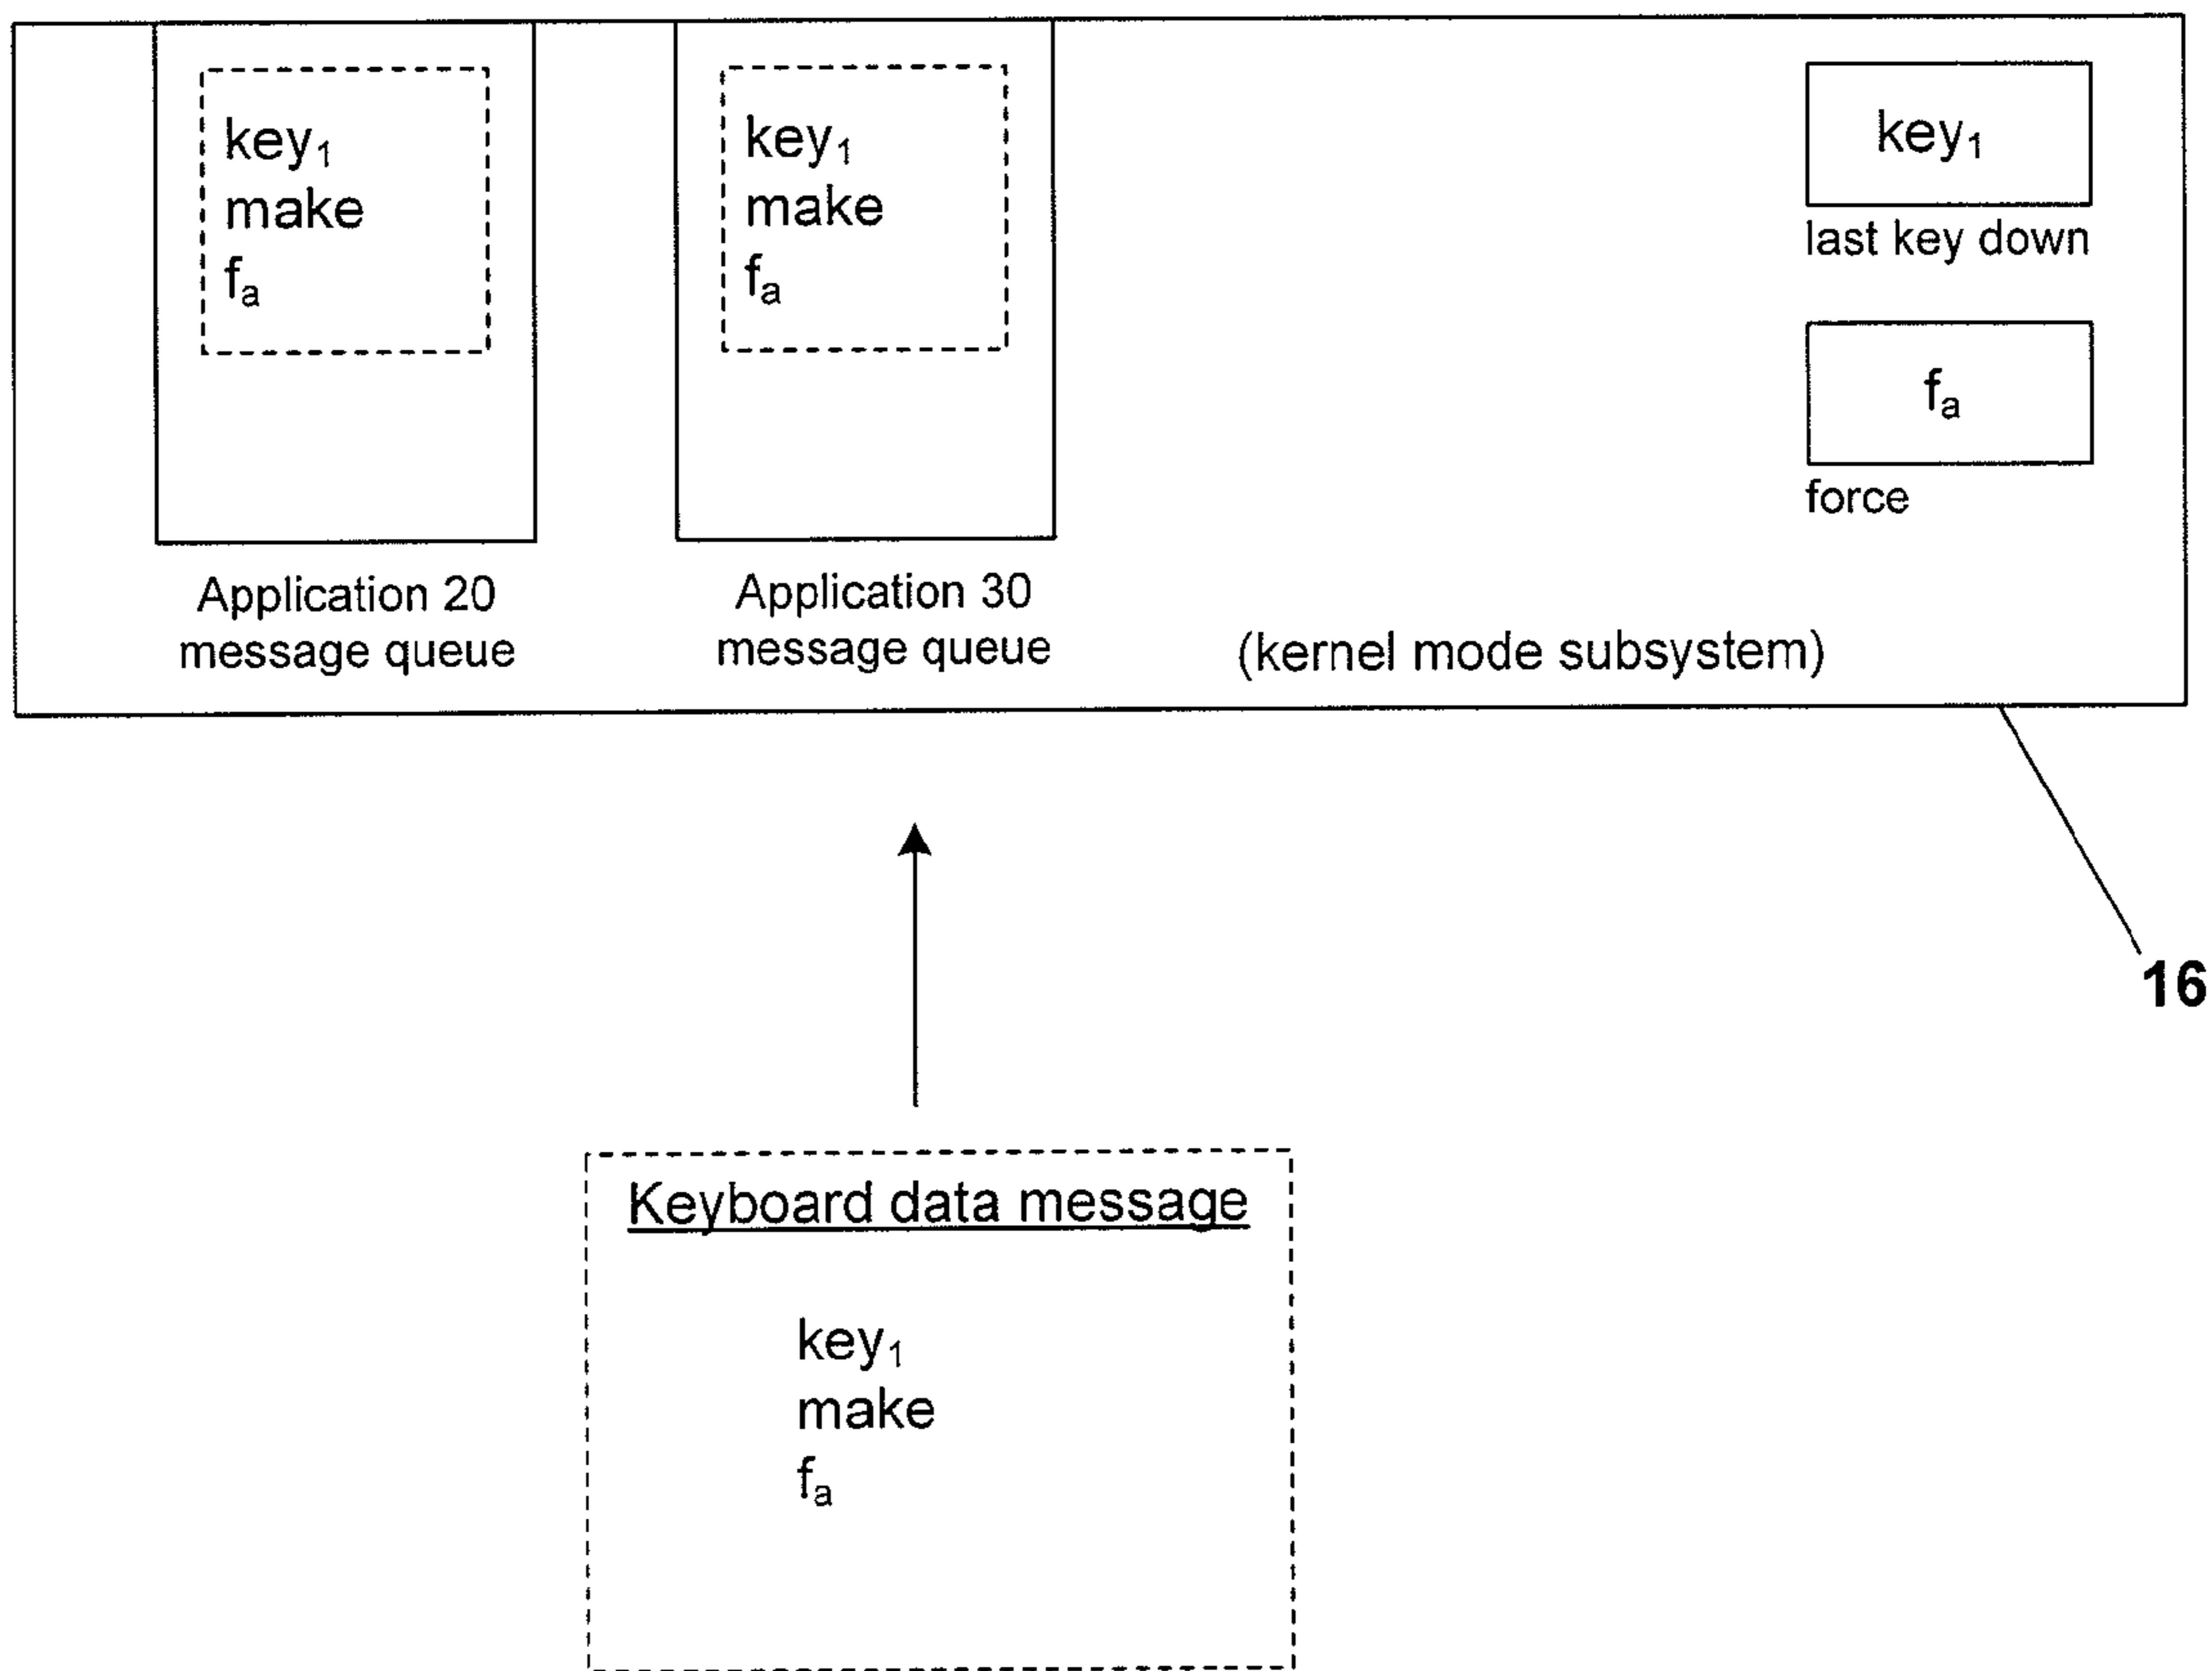 key₁
make
fₐ
Application 20
message queue
key₁
make
fₐ
Application 30
message queue
key₁
last key down
fₐ
force
(kernel mode subsystem)
16
Keyboard data message
key₁
make
fₐ